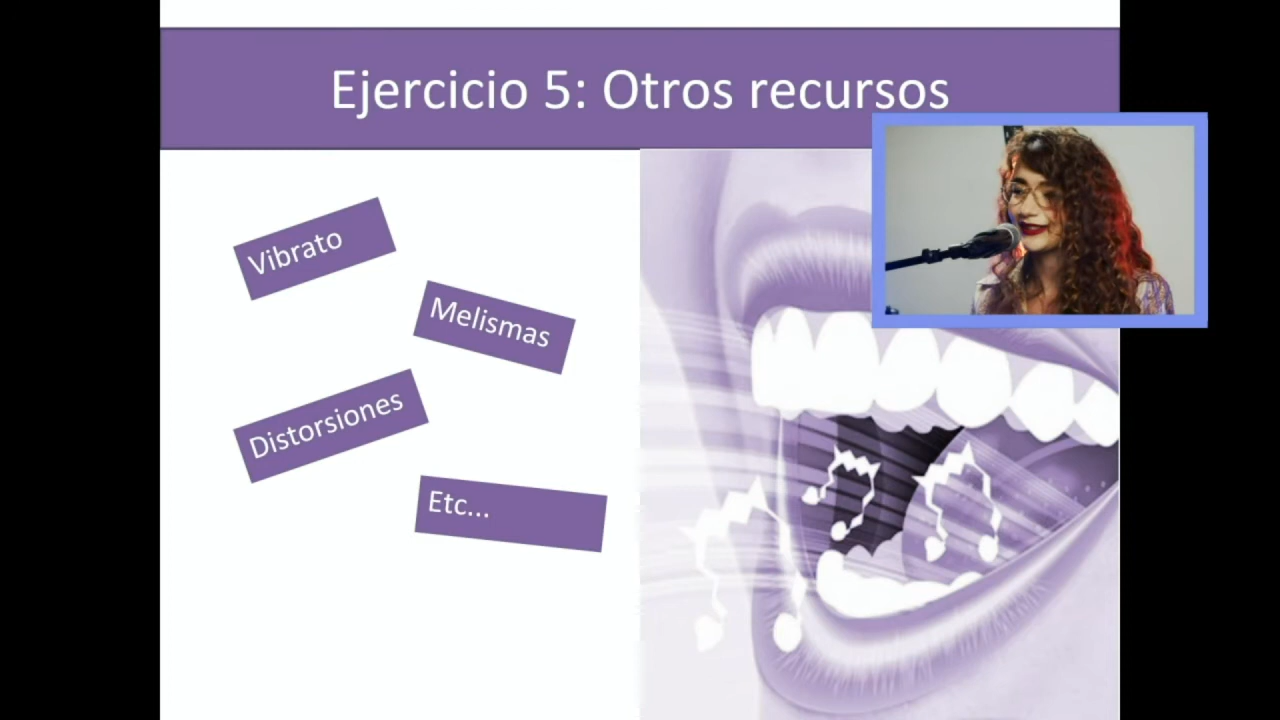 Ejercicio 5: Otros recursos
Vibrato
Melismas
Distorsiones
Etc...